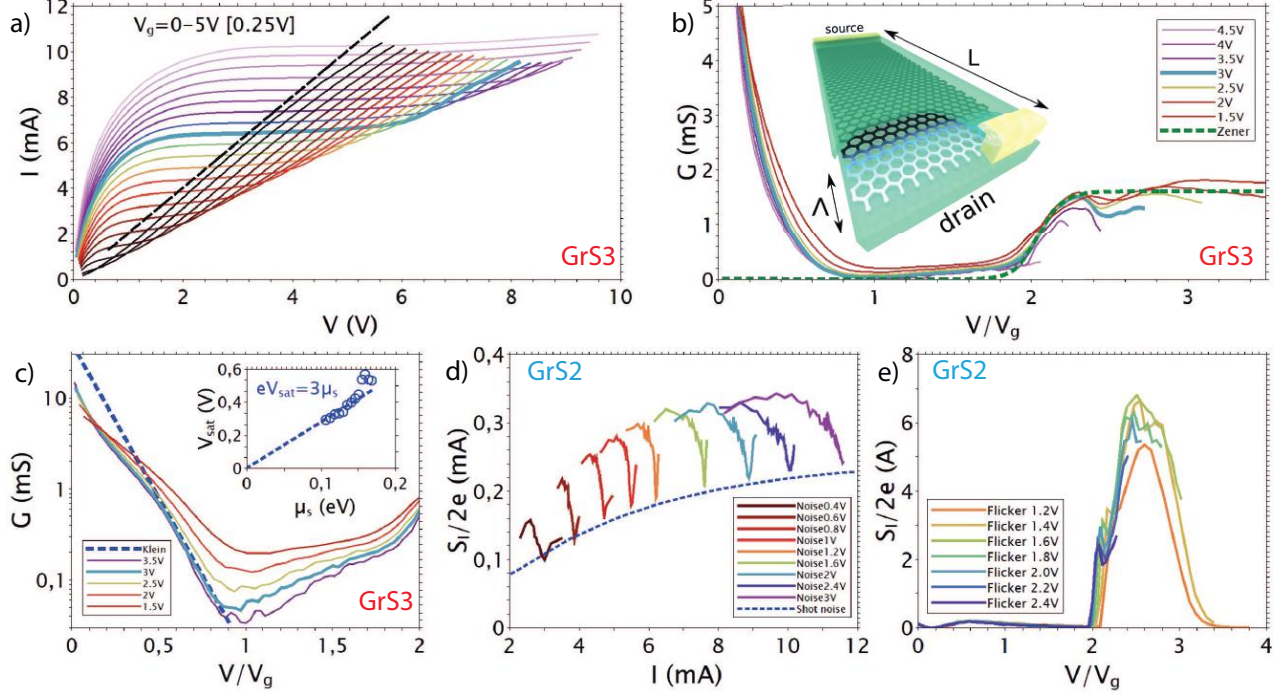 a)
V_g=0–5V [0.25V]
12
10
8
6
4
2
0
I (mA)
0
2
4
6
8
10
V (V)
GrS3
b)
5
4
3
2
1
0
G (mS)
source
L
Λ
drain
4.5V
4V
3.5V
3V
2.5V
2V
1.5V
Zener
GrS3
0
1
2
3
V/V_g
c)
10
1
0,1
G (mS)
0,6
0,4
0,2
0
V_sat (V)
eV_sat=3μ_s
0
0,1
0,2
μ_s (eV)
Klein
3.5V
3V
2.5V
2V
1.5V
GrS3
0
0,5
1
1,5
2
V/V_g
d)
GrS2
0,4
0,3
0,2
0,1
0
S_I/2e (mA)
Noise0.4V
Noise0.6V
Noise0.8V
Noise1V
Noise1.2V
Noise1.6V
Noise2V
Noise2.4V
Noise3V
Shot noise
2
4
6
8
10
12
I (mA)
e)
GrS2
8
6
4
2
0
S_I/2e (A)
Flicker 1.2V
Flicker 1.4V
Flicker 1.6V
Flicker 1.8V
Flicker 2.0V
Flicker 2.2V
Flicker 2.4V
0
1
2
3
4
V/V_g